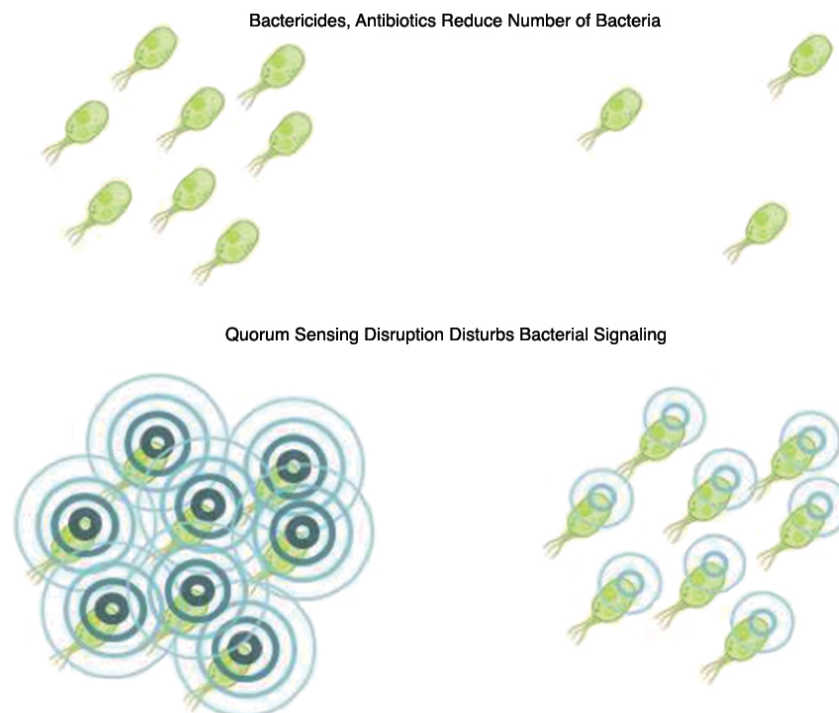 Bactericides, Antibiotics Reduce Number of Bacteria
Quorum Sensing Disruption Disturbs Bacterial Signaling